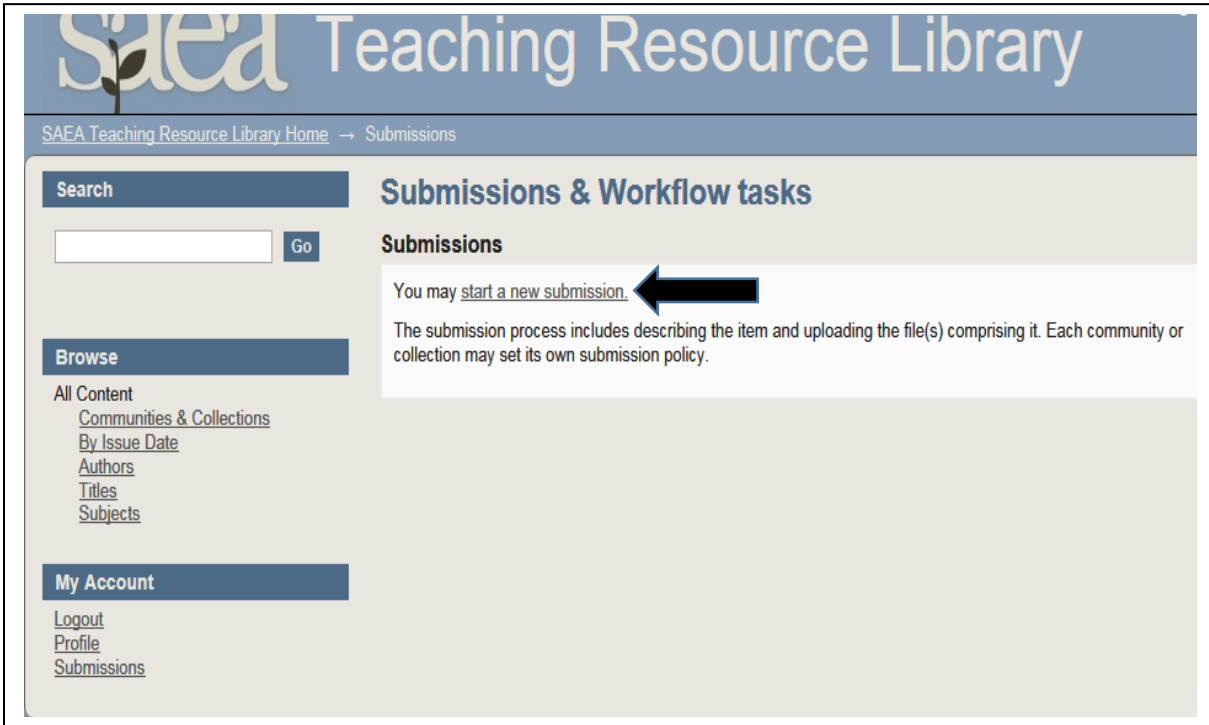 saea Teaching Resource Library
SAEA Teaching Resource Library Home → Submissions
Search
Go
Browse
All Content
Communities & Collections
By Issue Date
Authors
Titles
Subjects
My Account
Logout
Profile
Submissions
Submissions & Workflow tasks
Submissions
You may start a new submission.
The submission process includes describing the item and uploading the file(s) comprising it. Each community or
collection may set its own submission policy.